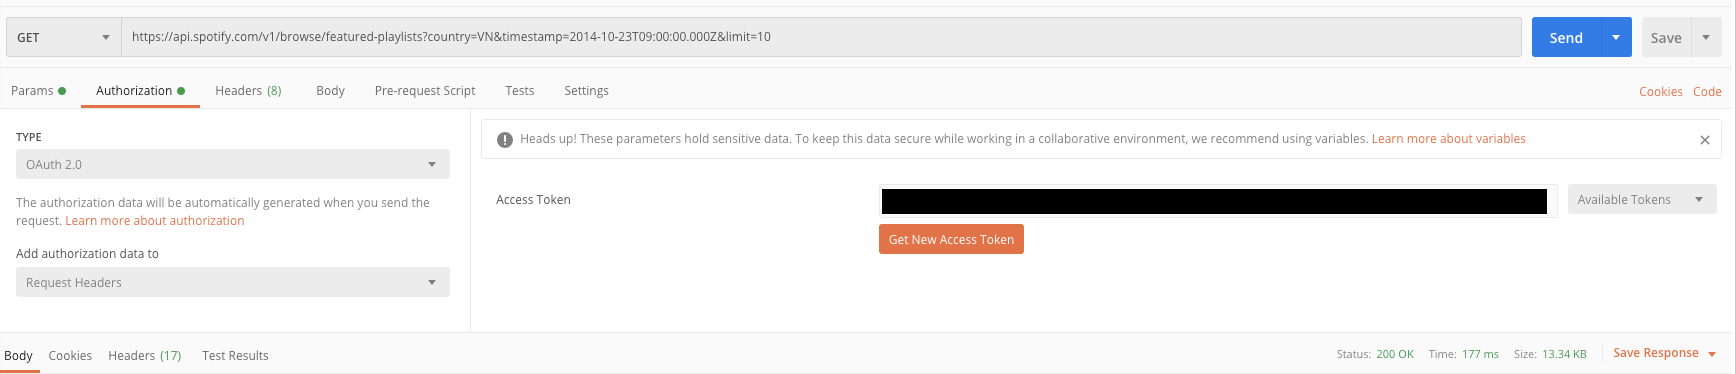 GET https://api.spotify.com/v1/browse/featured-playlists?country=VN&timestamp=2014-10-23T09:00:00.000Z&limit=10 Send Save
Params Authorization Headers (8) Body Pre-request Script Tests Settings Cookies Code
TYPE
OAuth 2.0
The authorization data will be automatically generated when you send the
request. Learn more about authorization
Add authorization data to
Request Headers
Heads up! These parameters hold sensitive data. To keep this data secure while working in a collaborative environment, we recommend using variables. Learn more about variables
Access Token Available Tokens
Get New Access Token
Body Cookies Headers (17) Test Results Status: 200 OK Time: 177 ms Size: 13.34 KB Save Response